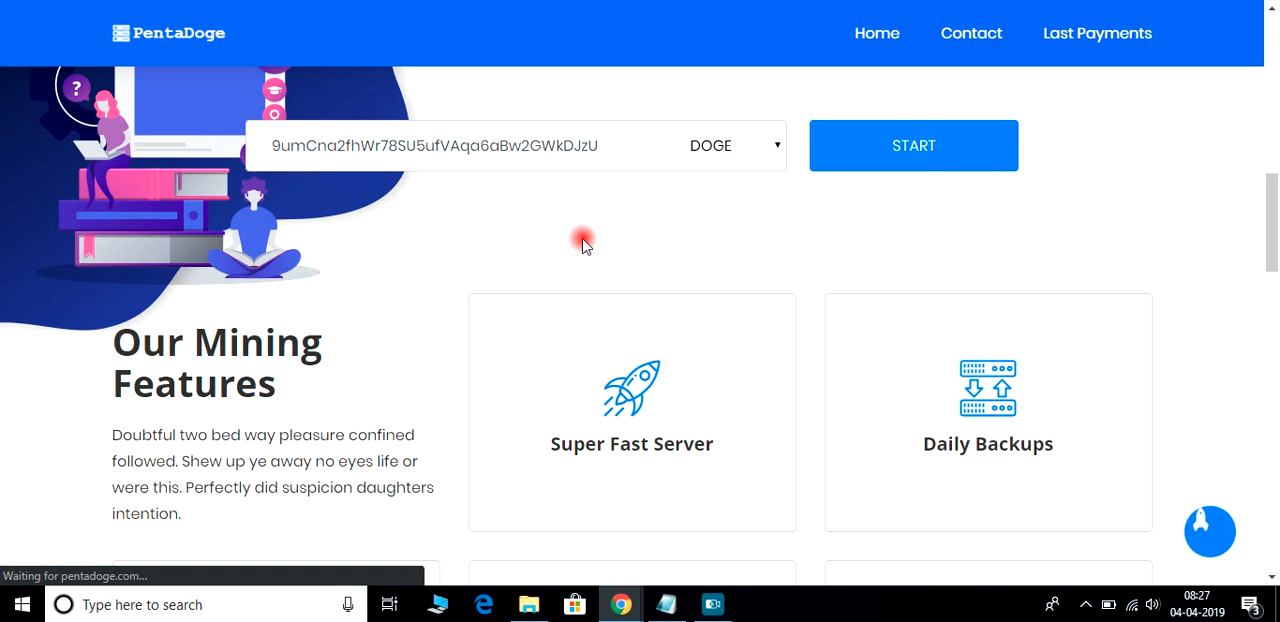 PentaDoge
Home
Contact
Last Payments
?
9umCna2fhWr78SU5ufVAqa6aBw2GWkDJzU
DOGE
START
Our Mining
Features
Doubtful two bed way pleasure confined
followed. Shew up ye away no eyes life or
were this. Perfectly did suspicion daughters
intention.
Super Fast Server
Daily Backups
Waiting for pentadoge.com...
Type here to search
08:27
04-04-2019
3